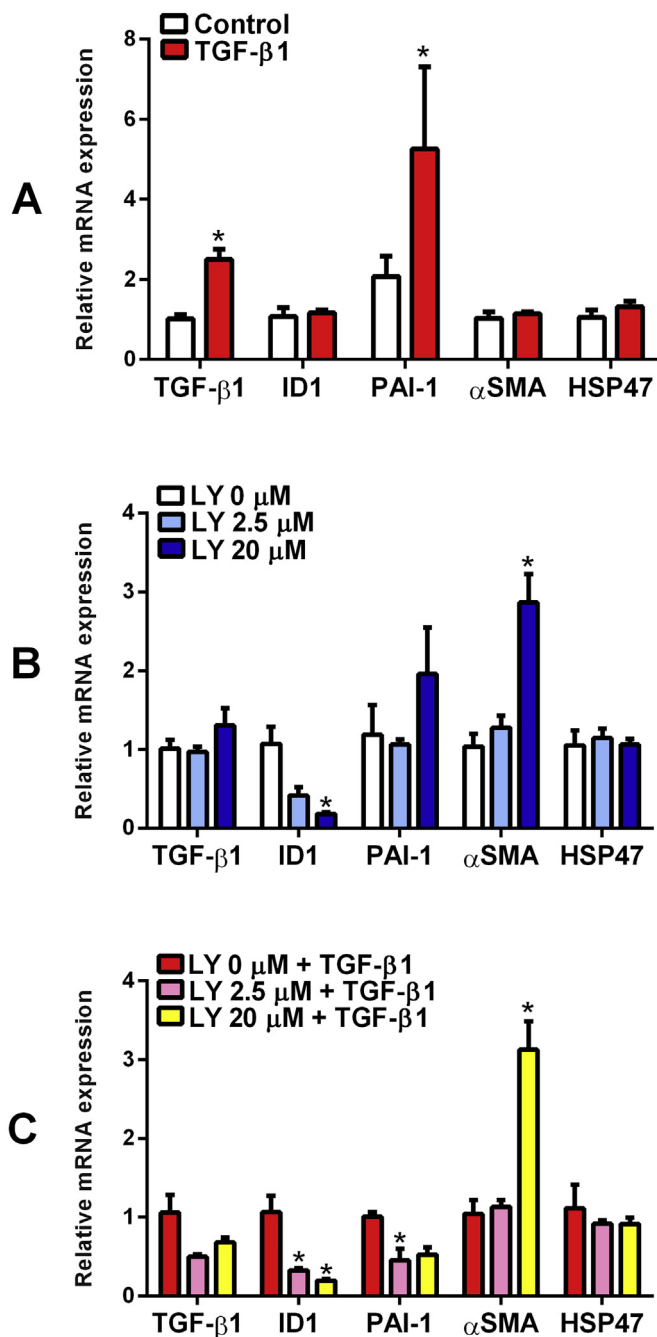 Control
TGF-β1
*
*
8
6
4
2
0
Relative mRNA expression
A
TGF-β1 ID1 PAI-1 αSMA HSP47
LY 0 μM
LY 2.5 μM
LY 20 μM
*
*
4
3
2
1
0
Relative mRNA expression
B
TGF-β1 ID1 PAI-1 αSMA HSP47
LY 0 μM + TGF-β1
LY 2.5 μM + TGF-β1
LY 20 μM + TGF-β1
*
*
*
*
4
3
2
1
0
Relative mRNA expression
C
TGF-β1 ID1 PAI-1 αSMA HSP47